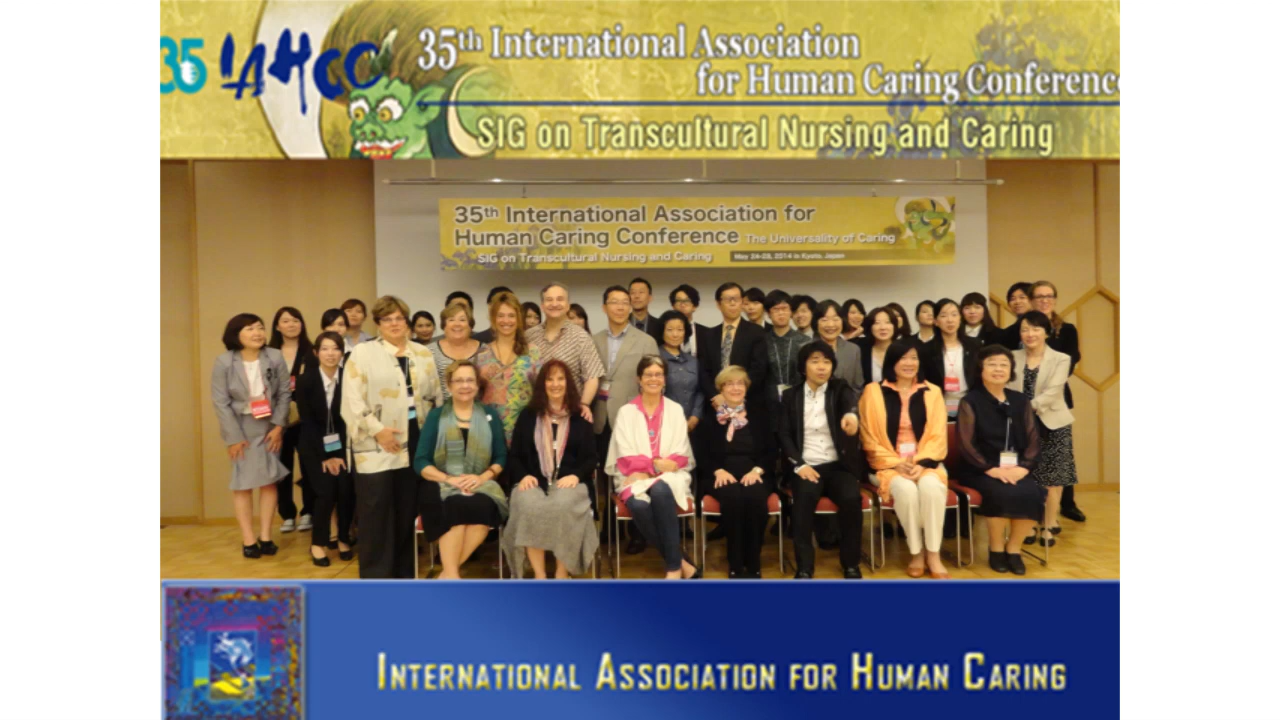 35 IAHCC
35th International Association
for Human Caring Conference
SIG on Transcultural Nursing and Caring
35th International Association for
Human Caring Conference The Universality of Caring
SIG on Transcultural Nursing and Caring
May 24-28, 2014 in Kyoto, Japan
INTERNATIONAL ASSOCIATION FOR HUMAN CARING